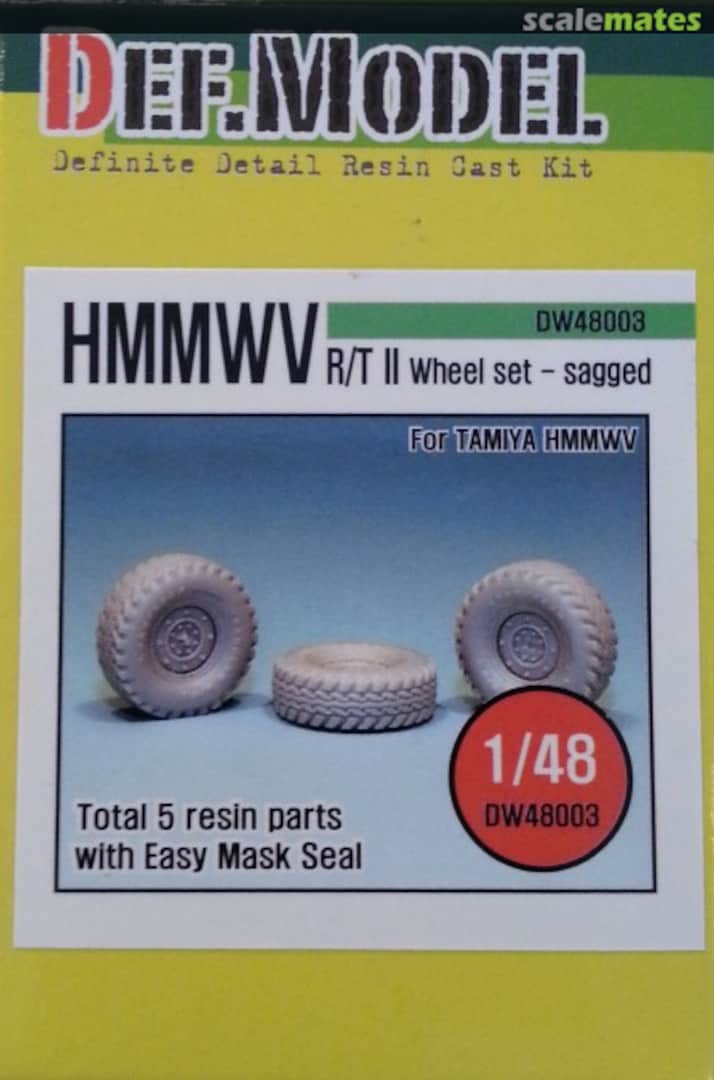 scalemates
DEF.MODEL
Definite Detail Resin Cast Kit
HMMWV
DW48003
R/T II Wheel set - sagged
For TAMIYA HMMWV
1/48
DW48003
Total 5 resin parts
with Easy Mask Seal